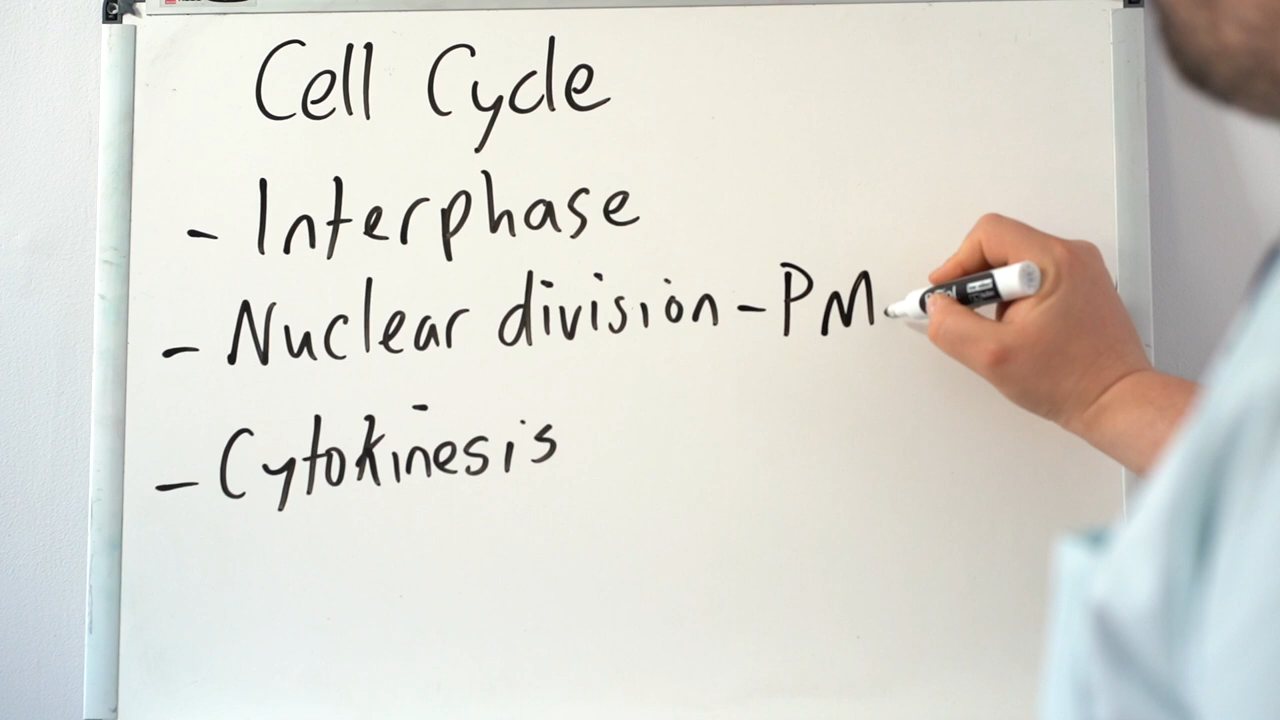 Cell Cycle
- Interphase
- Nuclear division - PM
- Cytokinesis